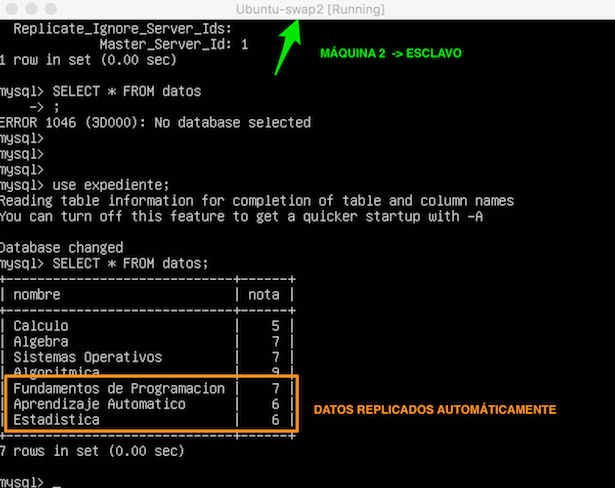 Ubuntu-swap2 [Running]
Replicate_Ignore_Server_Ids:
Master_Server_Id: 1
1 row in set (0.00 sec)
MÁQUINA 2 -> ESCLAVO
mysql> SELECT * FROM datos
-> ;
ERROR 1046 (3D000): No database selected
mysql>
mysql>
mysql>
mysql> use expediente;
Reading table information for completion of table and column names
You can turn off this feature to get a quicker startup with -A
Database changed
mysql> SELECT * FROM datos;
+--------------------------+------+
| nombre | nota |
+--------------------------+------+
| Calculo | 5 |
| Algebra | 7 |
| Sistemas Operativos | 7 |
| Algoritmica | 9 |
| Fundamentos de Programacion | 7 |
| Aprendizaje Automatico | 6 |
| Estadistica | 6 |
+--------------------------+------+
DATOS REPLICADOS AUTOMÁTICAMENTE
7 rows in set (0.00 sec)
mysql> _